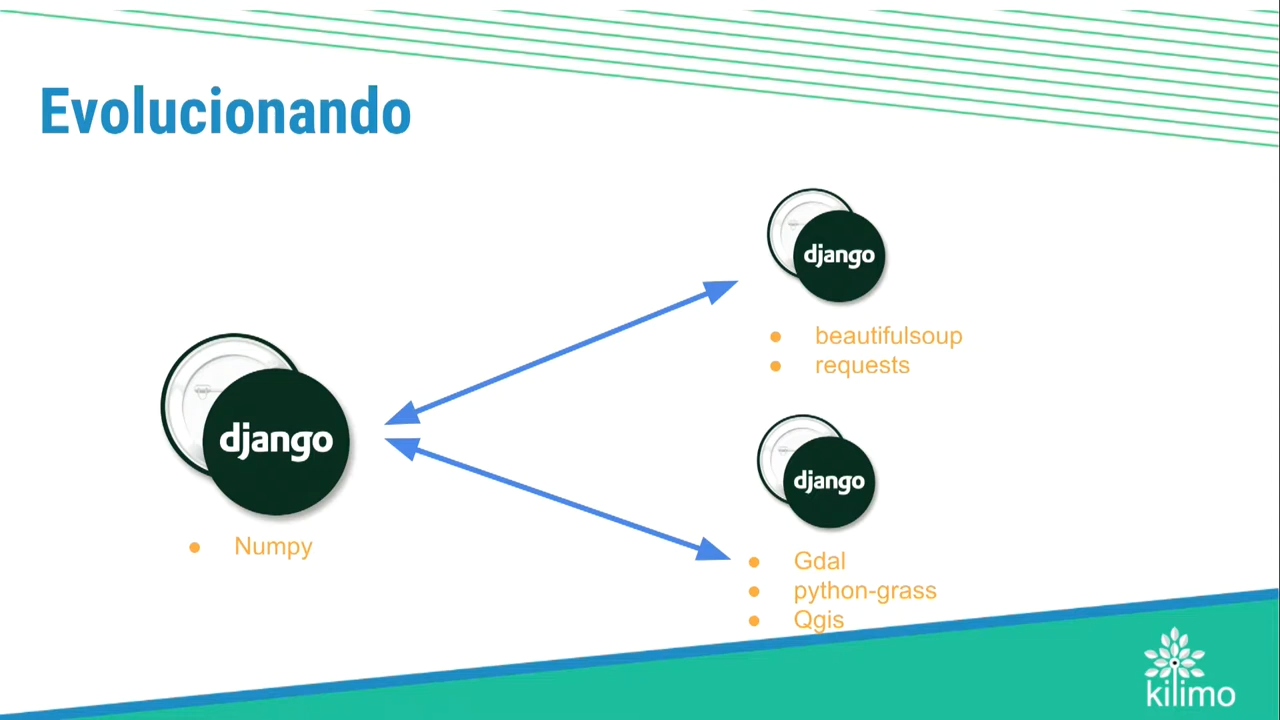 Evolucionando
django
● beautifulsoup
● requests
django
● Numpy
django
● Gdal
● python-grass
● Qgis
kilimo